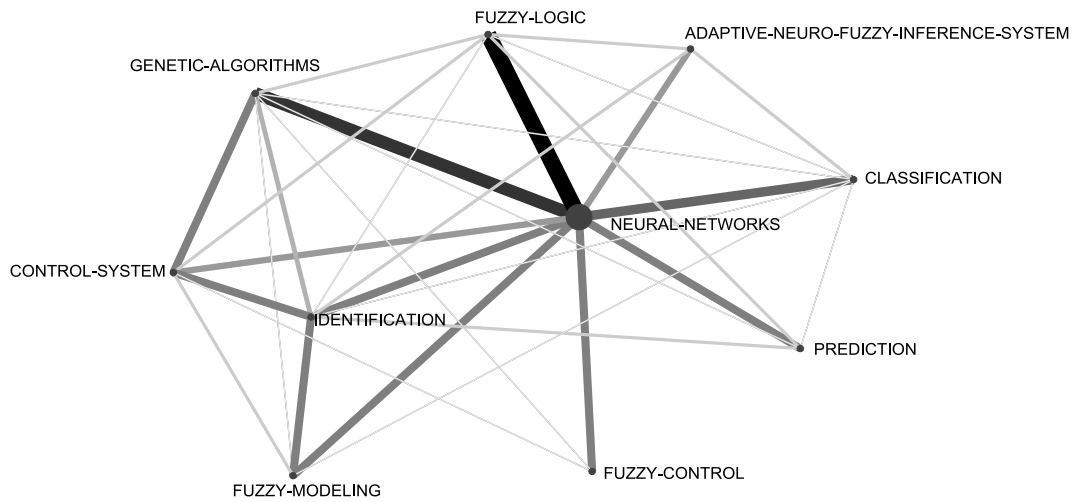 FUZZY-LOGIC
ADAPTIVE-NEURO-FUZZY-INFERENCE-SYSTEM
GENETIC-ALGORITHMS
CLASSIFICATION
NEURAL-NETWORKS
CONTROL-SYSTEM
IDENTIFICATION
PREDICTION
FUZZY-CONTROL
FUZZY-MODELING